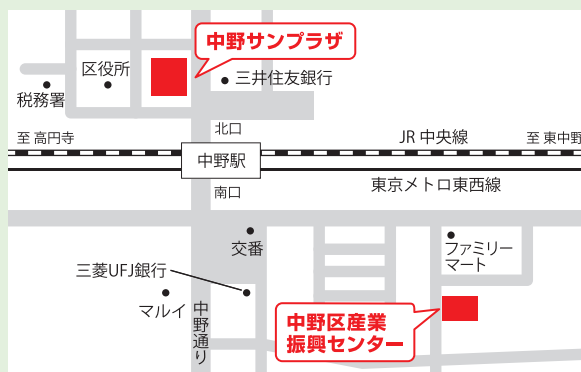 中野サンプラザ
区役所
三井住友銀行
税務署
北口
至 高円寺
JR 中央線
至 東中野
中野駅
東京メトロ東西線
南口
交番
ファミリー
マート
三菱UFJ銀行
マルイ
中野通り
中野区産業
振興センター